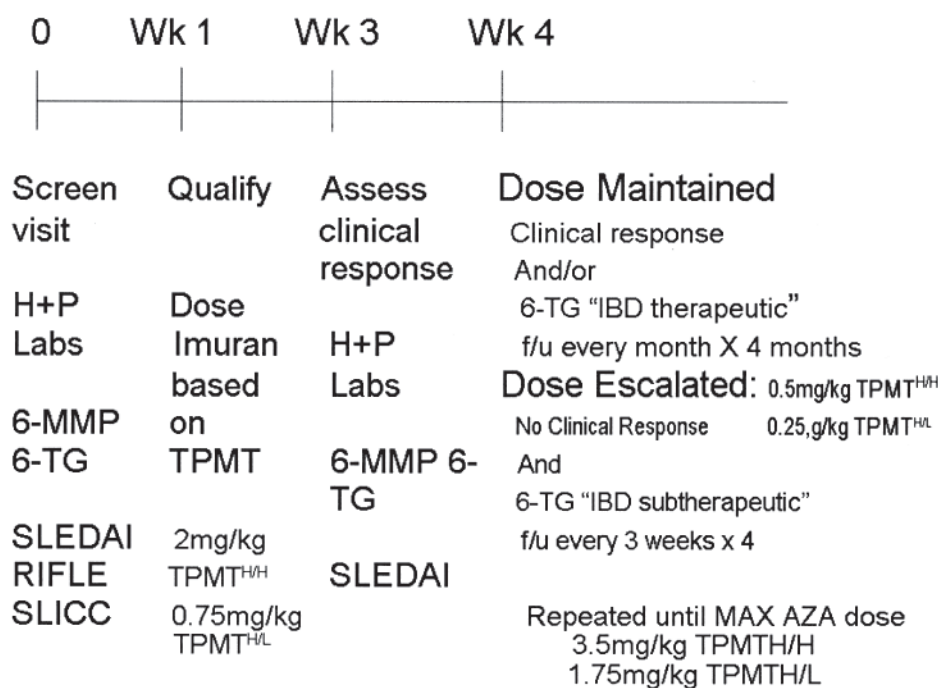 0 Wk 1 Wk 3 Wk 4
Screen
visit
H+P
Labs
6-MMP
6-TG
SLEDAI
RIFLE
SLICC
Qualify
Dose
Imuran
based
on
TPMT
2mg/kg
TPMTᴴ/ᴴ
0.75mg/kg
TPMTᴴ/ᴸ
Assess
clinical
response
H+P
Labs
6-MMP 6-
TG
SLEDAI
Dose Maintained
Clinical response
And/or
6-TG “IBD therapeutic”
f/u every month X 4 months
Dose Escalated: 0.5mg/kg TPMTᴴ/ᴴ
No Clinical Response 0.25,g/kg TPMTᴴ/ᴸ
And
6-TG “IBD subtherapeutic”
f/u every 3 weeks x 4
Repeated until MAX AZA dose
3.5mg/kg TPMTH/H
1.75mg/kg TPMTH/L